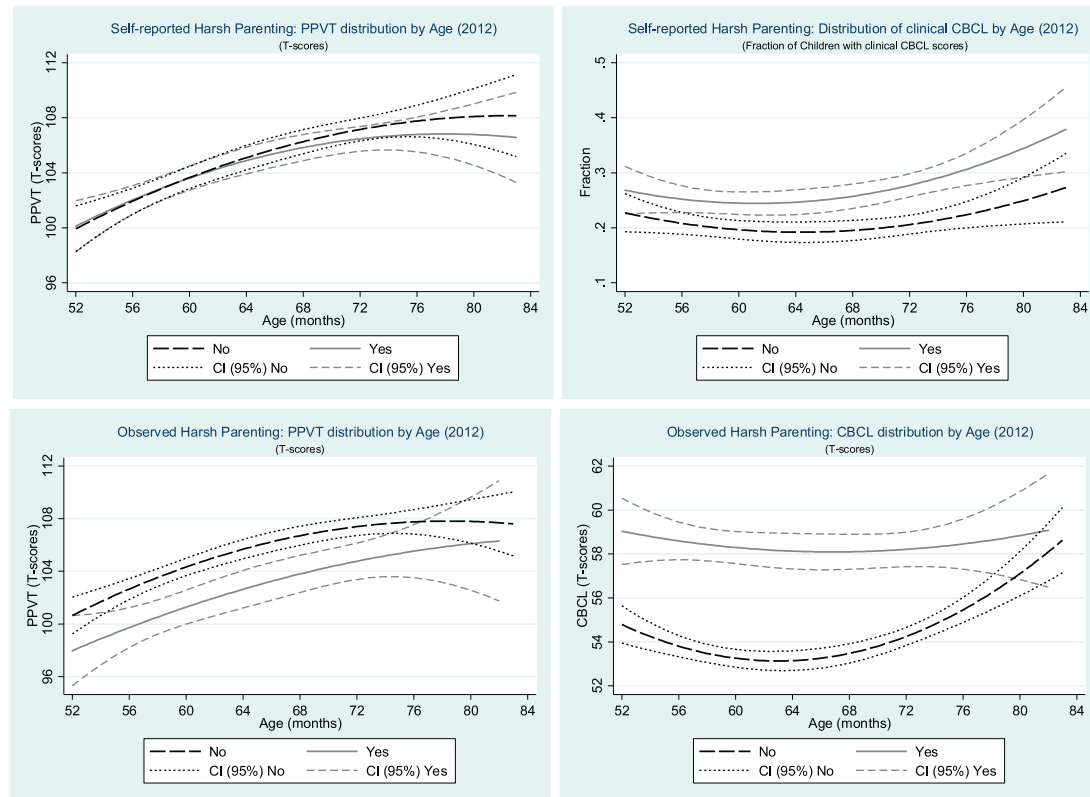 Self-reported Harsh Parenting: PPVT distribution by Age (2012)
(T-scores)
PPVT (T-scores)
112
108
104
100
96
52 56 60 64 68 72 76 80 84
Age (months)
No Yes
CI (95%) No CI (95%) Yes
Self-reported Harsh Parenting: Distribution of clinical CBCL by Age (2012)
(Fraction of Children with clinical CBCL scores)
Fraction
.5
.4
.3
.2
.1
52 56 60 64 68 72 76 80 84
Age (months)
No Yes
CI (95%) No CI (95%) Yes
Observed Harsh Parenting: PPVT distribution by Age (2012)
(T-scores)
PPVT (T-scores)
112
108
104
100
96
52 56 60 64 68 72 76 80 84
Age (months)
No Yes
CI (95%) No CI (95%) Yes
Observed Harsh Parenting: CBCL distribution by Age (2012)
(T-scores)
CBCL (T-scores)
62
60
58
56
54
52
52 56 60 64 68 72 76 80 84
Age (months)
No Yes
CI (95%) No CI (95%) Yes